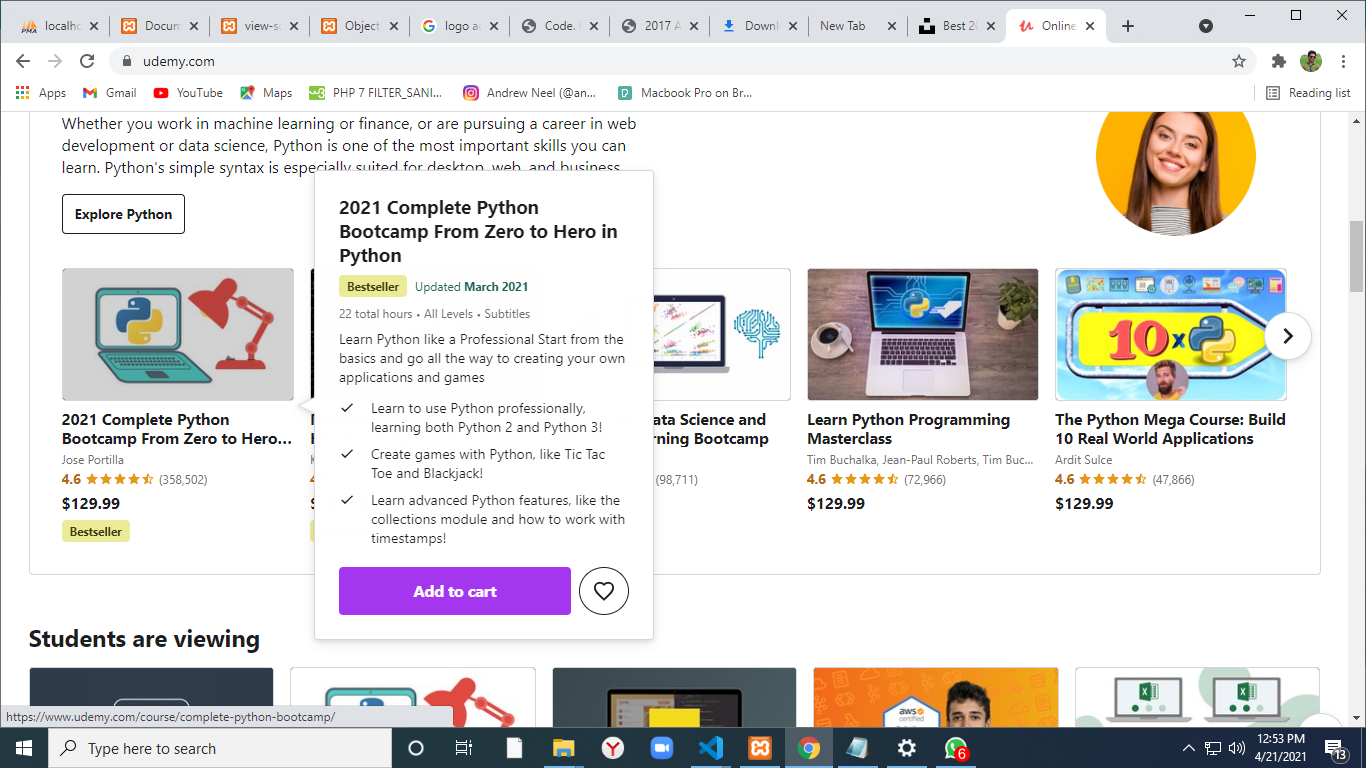 localho
Docum
view-so
Object
logo ad
Code.
2017 A
Downl
New Tab
Best 20
Online
udemy.com
Apps
Gmail
YouTube
Maps
PHP 7 FILTER_SANI...
Andrew Neel (@an...
Macbook Pro on Br...
Reading list
Whether you work in machine learning or finance, or are pursuing a career in web
development or data science, Python is one of the most important skills you can
learn. Python's simple syntax is especially suited for desktop, web, and business
Explore Python
2021 Complete Python
Bootcamp From Zero to Hero in
Python
Bestseller Updated March 2021
22 total hours • All Levels • Subtitles
Learn Python like a Professional Start from the
basics and go all the way to creating your own
applications and games
Learn to use Python professionally,
learning both Python 2 and Python 3!
Create games with Python, like Tic Tac
Toe and Blackjack!
Learn advanced Python features, like the
collections module and how to work with
timestamps!
Add to cart
2021 Complete Python
Bootcamp From Zero to Hero...
Jose Portilla
4.6 (358,502)
$129.99
Bestseller
ata Science and
rning Bootcamp
(98,711)
Learn Python Programming
Masterclass
Tim Buchalka, Jean-Paul Roberts, Tim Buc...
4.6 (72,966)
$129.99
10 x
The Python Mega Course: Build
10 Real World Applications
Ardit Sulce
4.6 (47,866)
$129.99
Students are viewing
aws
certified
https://www.udemy.com/course/complete-python-bootcamp/
Type here to search
6
12:53 PM
4/21/2021
13